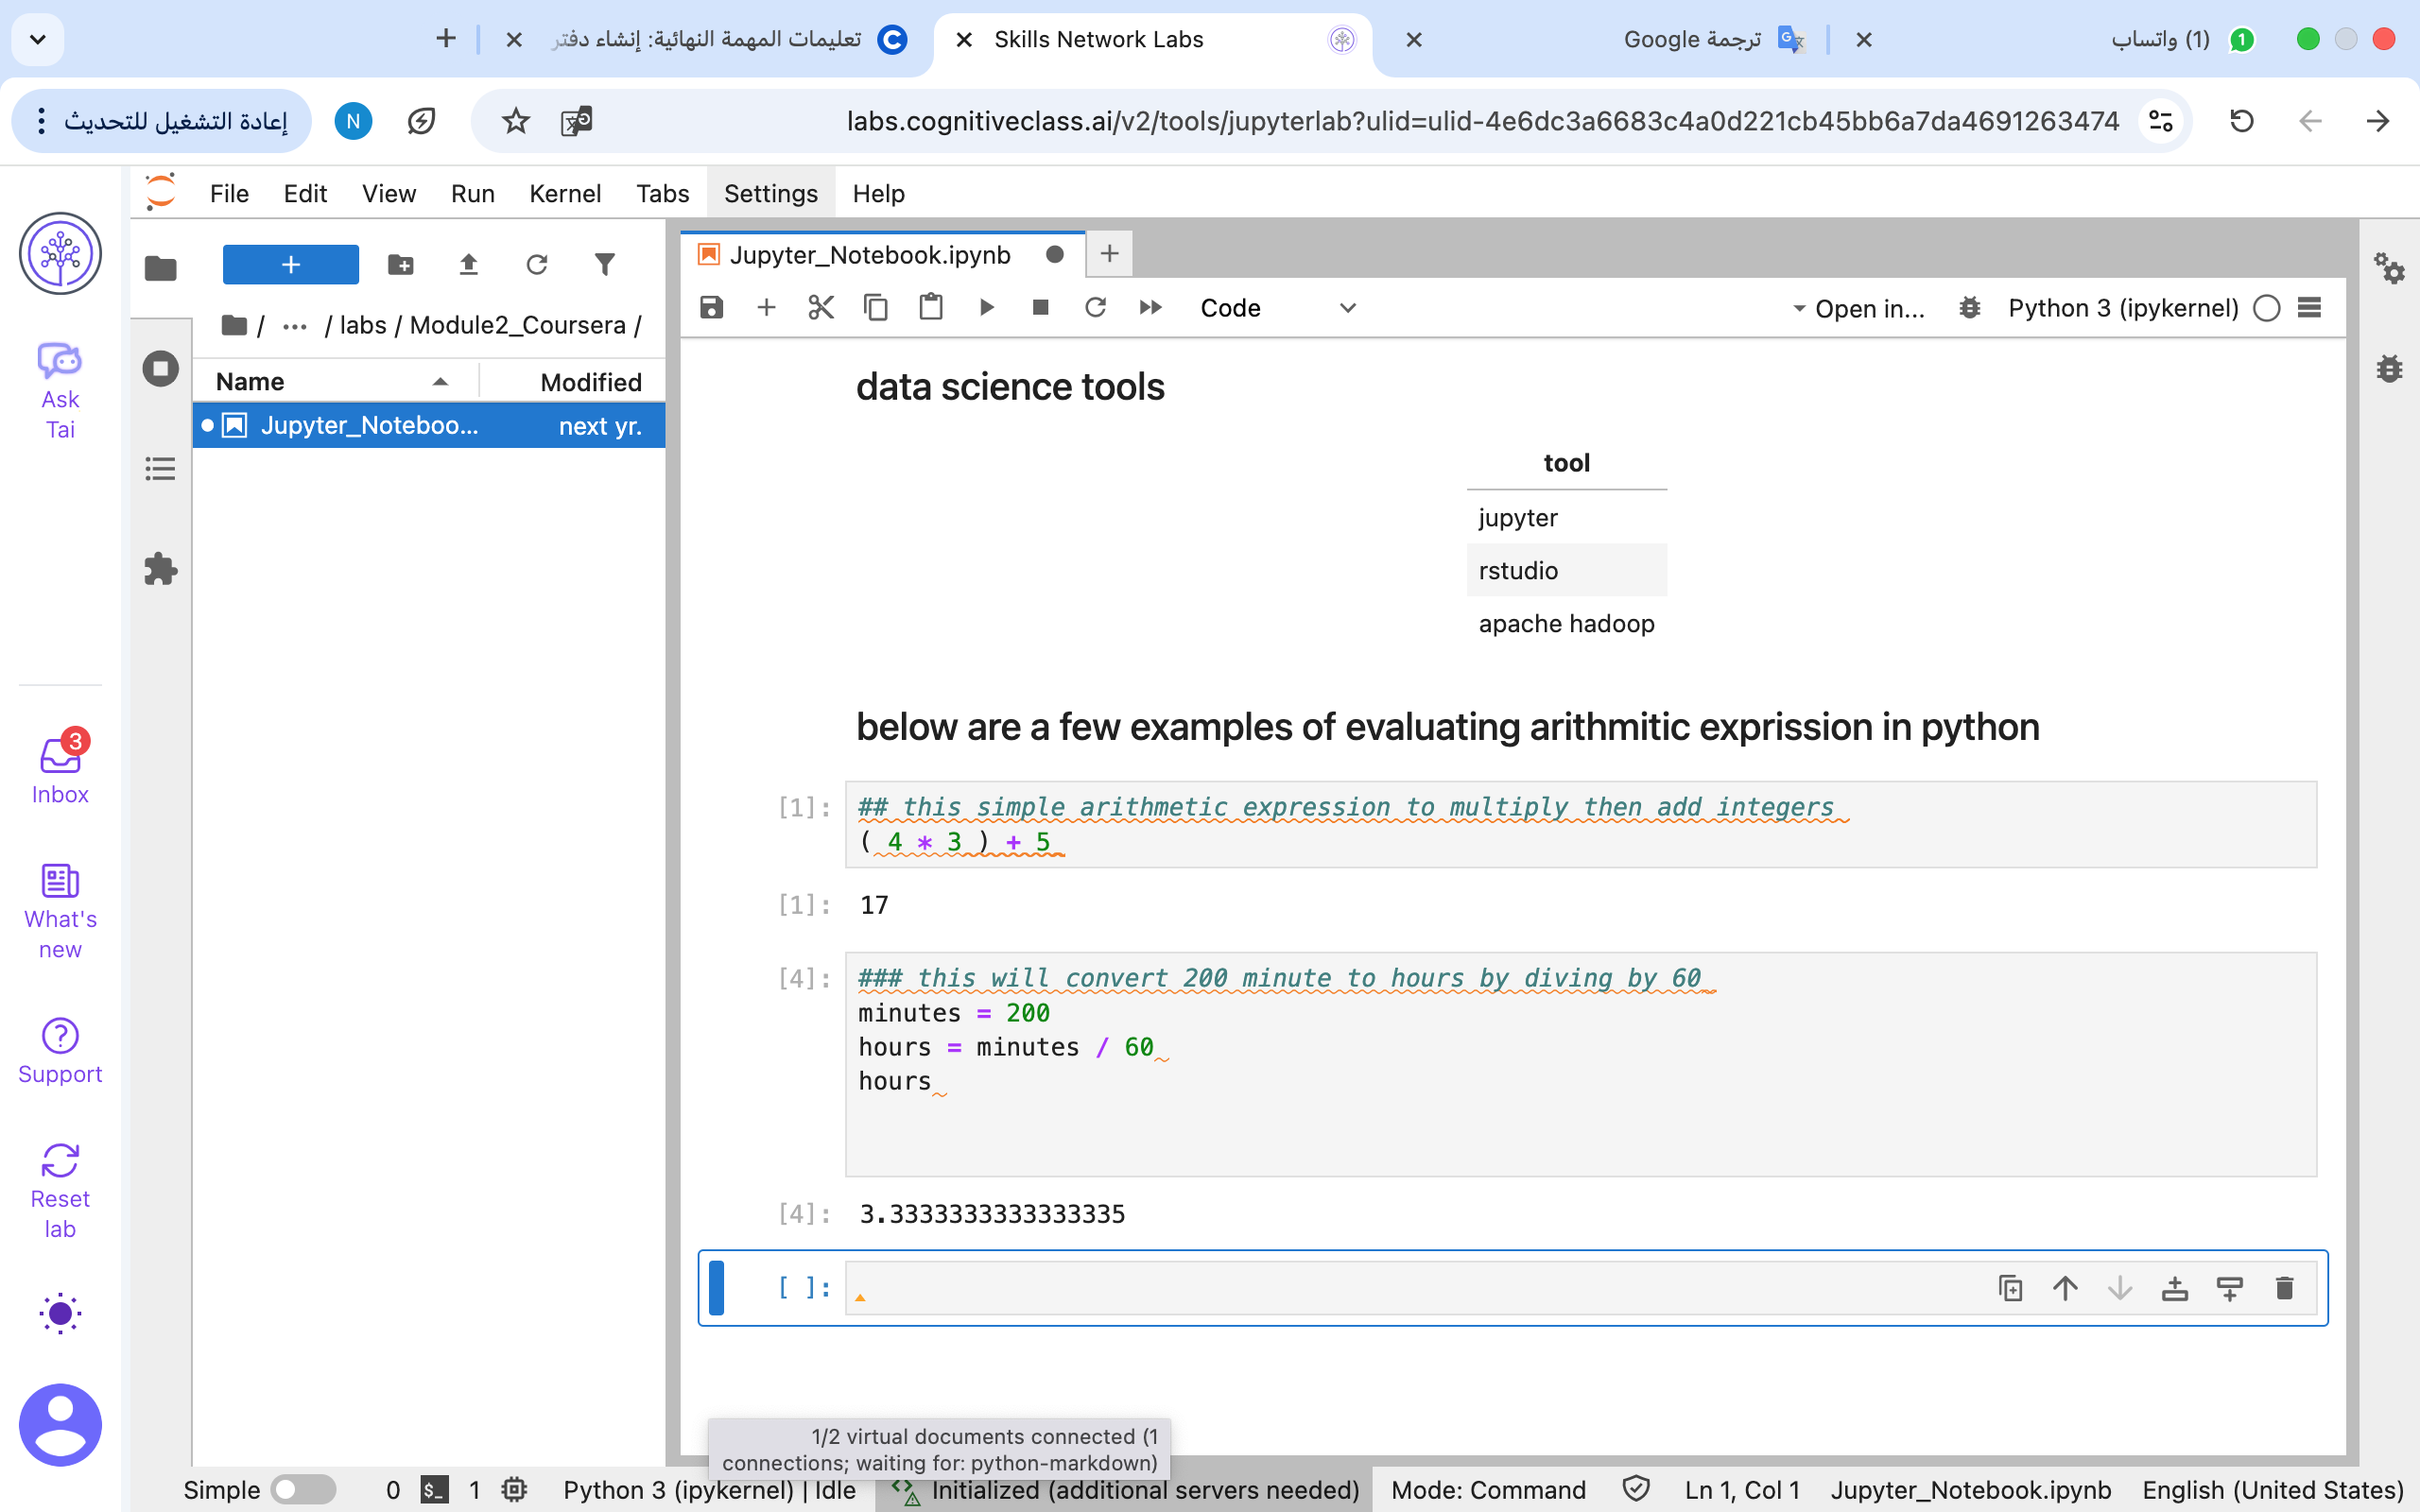 تعليمات المهمة النهائية: إنشاء دفتر
Skills Network Labs
ترجمة Google
(1) واتساب
1
إعادة التشغيل للتحديث
N
labs.cognitiveclass.ai/v2/tools/jupyterlab?ulid=ulid-4e6dc3a6683c4a0d221cb45bb6a7da4691263474
File Edit View Run Kernel Tabs Settings Help
Ask
Tai
3
Inbox
What's
new
Support
Reset
lab
/ ... / labs / Module2_Coursera /
Name Modified
Jupyter_Noteboo... next yr.
Jupyter_Notebook.ipynb
Code
Open in...
Python 3 (ipykernel)
data science tools
tool
jupyter
rstudio
apache hadoop
below are a few examples of evaluating arithmitic exprission in python
[1]: ## this simple arithmetic expression to multiply then add integers
( 4 * 3 ) + 5
[1]: 17
[4]: ### this will convert 200 minute to hours by diving by 60
minutes = 200
hours = minutes / 60
hours
[4]: 3.3333333333333335
[ ]:
1/2 virtual documents connected (1
connections; waiting for: python-markdown)
Simple 0 $_ 1 Python 3 (ipykernel) | Idle Initialized (additional servers needed) Mode: Command Ln 1, Col 1 Jupyter_Notebook.ipynb English (United States)